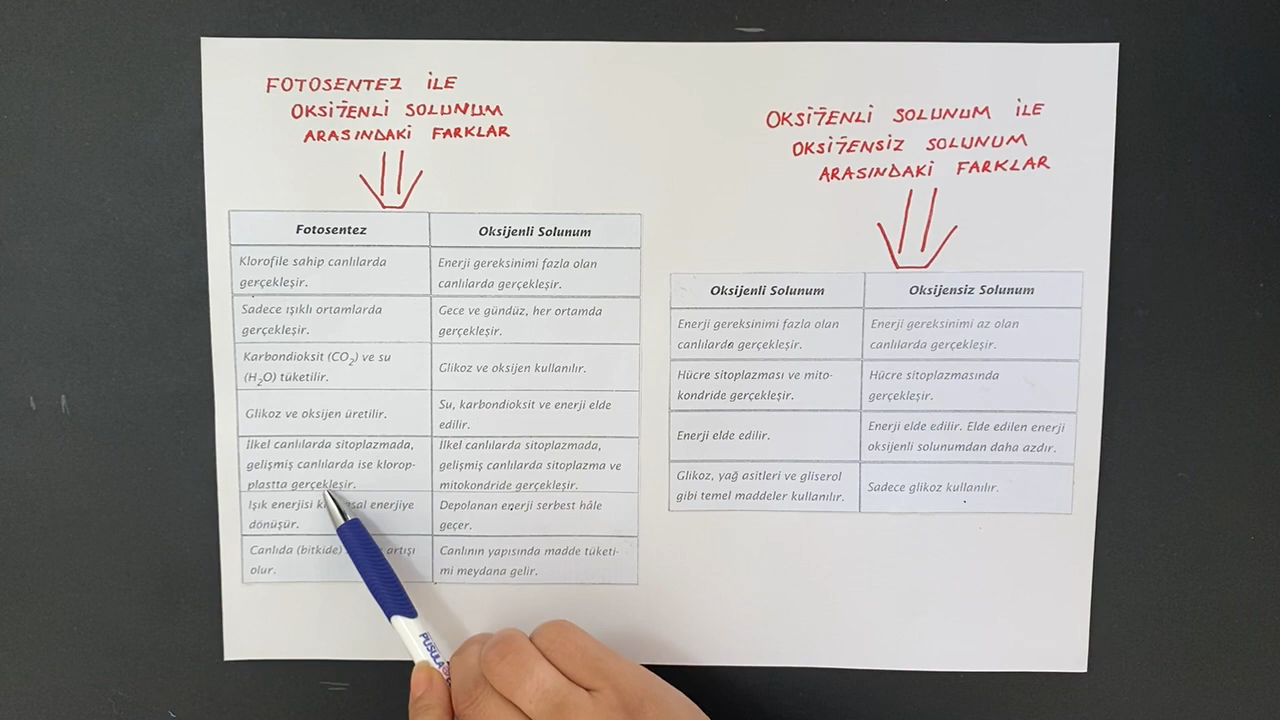 FOTOSENTEZ İLE
OKSİJENLİ SOLUNUM
ARASINDAKİ FARKLAR
Fotosentez
Oksijenli Solunum
Klorofile sahip canlılarda
gerçekleşir.
Enerji gereksinimi fazla olan
canlılarda gerçekleşir.
Sadece ışıklı ortamlarda
gerçekleşir.
Gece ve gündüz, her ortamda
gerçekleşir.
Karbondioksit (CO₂) ve su
(H₂O) tüketilir.
Glikoz ve oksijen kullanılır.
Glikoz ve oksijen üretilir.
Su, karbondioksit ve enerji elde
edilir.
İlkel canlılarda sitoplazmada,
gelişmiş canlılarda ise klorop-
plastta gerçekleşir.
İlkel canlılarda sitoplazmada,
gelişmiş canlılarda sitoplazma ve
mitokondride gerçekleşir.
Işık enerjisi enerjiye
dönüşür.
Depolanan enerji serbest hâle
geçer.
Canlıda (bitkide) artışı
olur.
Canlının yapısında madde tüketi-
mi meydana gelir.
OKSİJENLİ SOLUNUM İLE
OKSİJENSİZ SOLUNUM
ARASINDAKİ FARKLAR
Oksijenli Solunum
Oksijensiz Solunum
Enerji gereksinimi fazla olan
canlılarda gerçekleşir.
Enerji gereksinimi az olan
canlılarda gerçekleşir.
Hücre sitoplazması ve mito-
kondride gerçekleşir.
Hücre sitoplazmasında
gerçekleşir.
Enerji elde edilir.
Enerji elde edilir. Elde edilen enerji
oksijenli solunumdan daha azdır.
Glikoz, yağ asitleri ve gliserol
gibi temel maddeler kullanılır.
Sadece glikoz kullanılır.
PUSULA